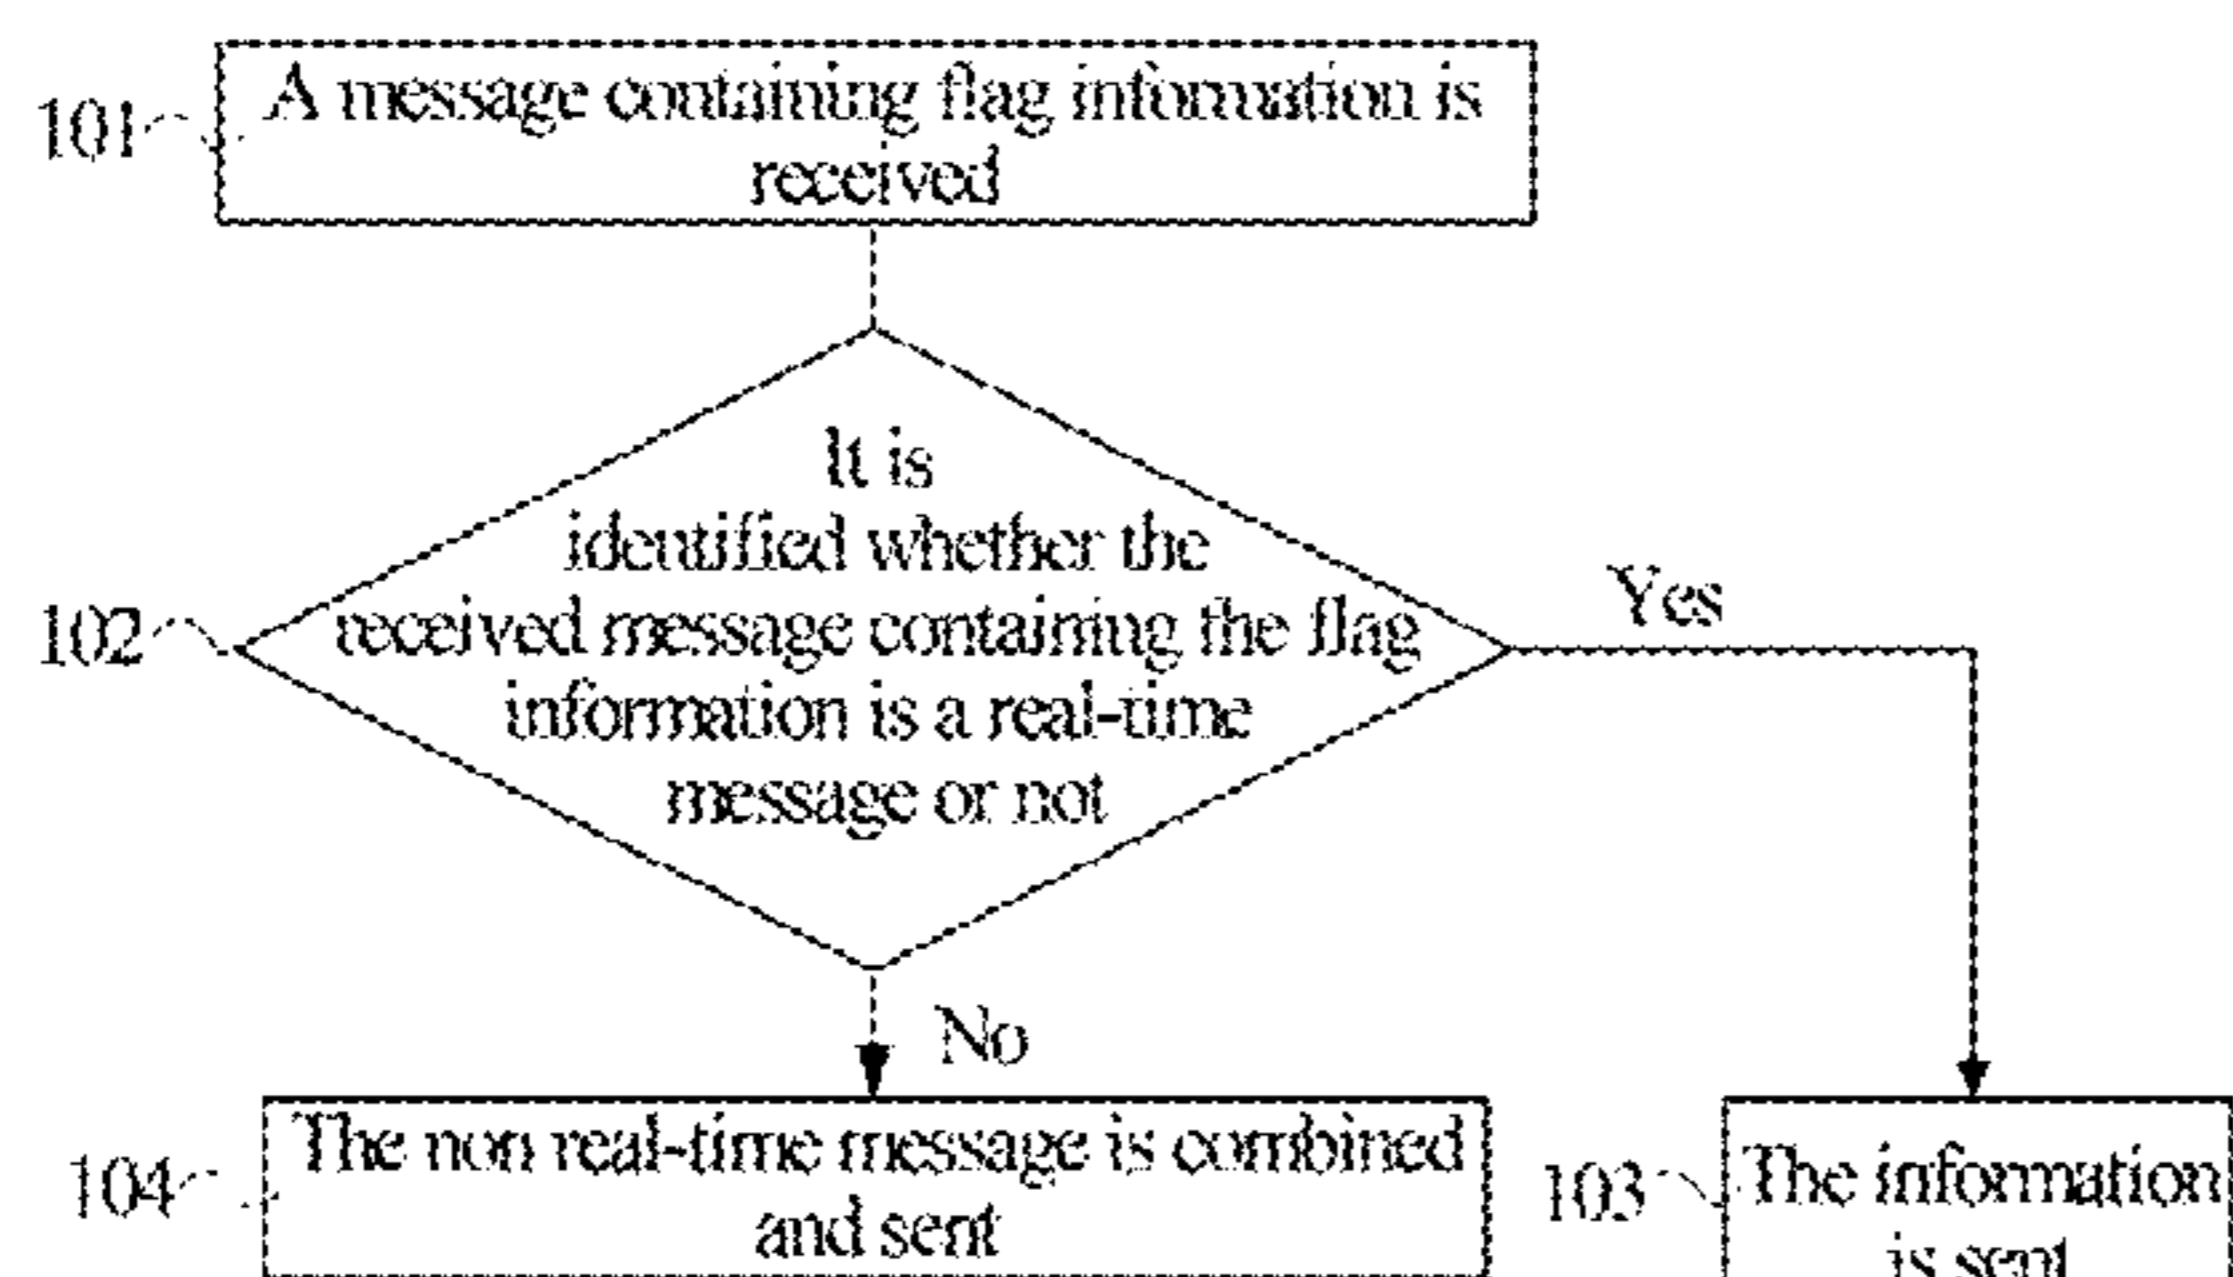 101
A message containing flag information is
received
It is
identified whether the
102
received message containing the flag
information is a real-time
message or not
Yes
No
104
The non real-time message is combined
and sent
103
The information
is sent